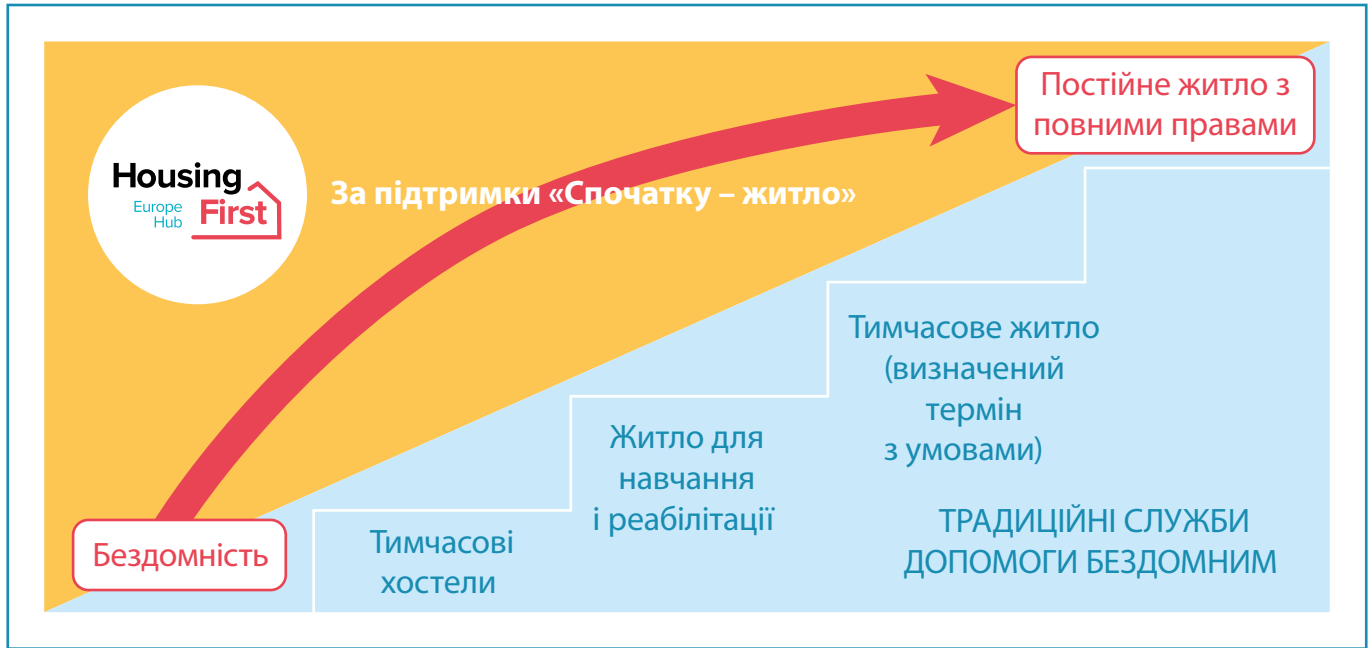 Постійне житло з
повними правами
Housing
Europe
Hub
First
За підтримки «Спочатку – житло»
Тимчасове житло
(визначений
термін
з умовами)
Житло для
навчання
і реабілітації
ТРАДИЦІЙНІ СЛУЖБИ
ДОПОМОГИ БЕЗДОМНИМ
Тимчасові
хостели
Бездомність